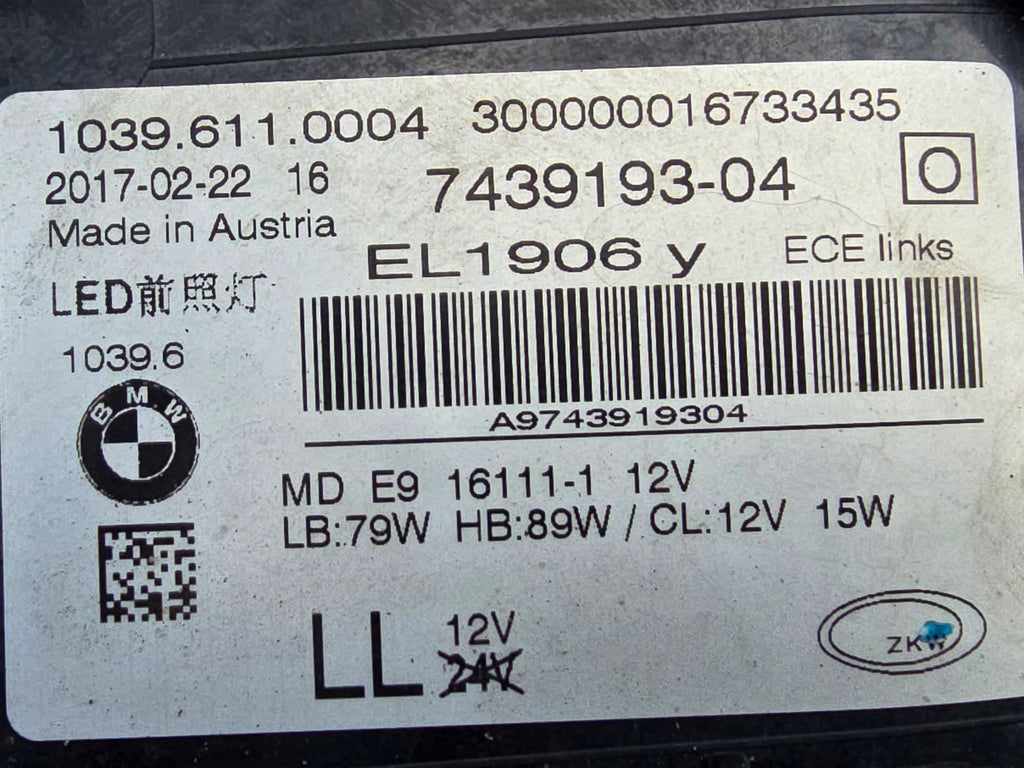 1039.611.0004 300000016733435
2017-02-22 16 7439193-04 O
Made in Austria
EL1906 y ECE links
LED前照灯
1039.6
BMW
A9743919304
MD E9 16111-1 12V
LB:79W HB:89W / CL:12V 15W
LL 12V
24V
ZKW